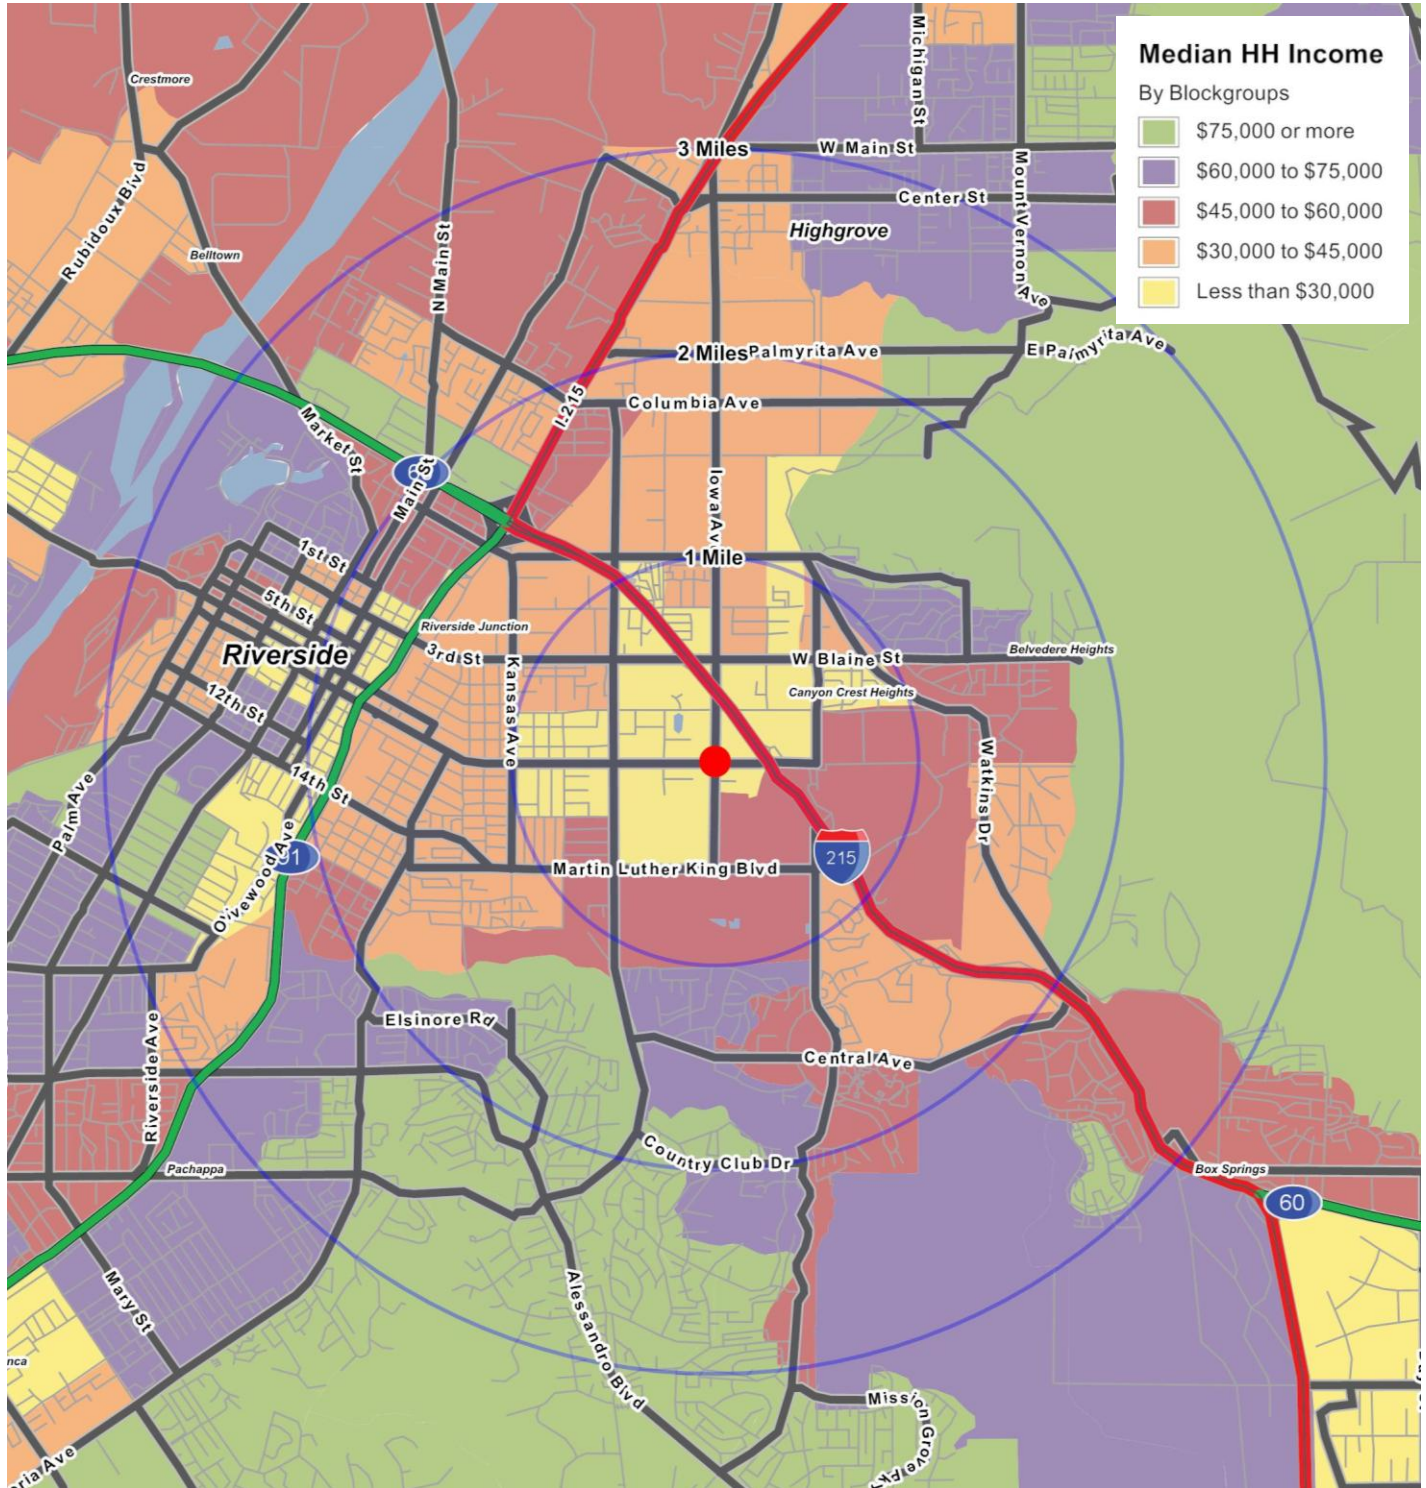 Median HH Income
By Blockgroups
$75,000 or more
$60,000 to $75,000
$45,000 to $60,000
$30,000 to $45,000
Less than $30,000
Crestmore
Michigan St
3 Miles
W Main St
Mount Vernon Ave
Rubidoux Blvd
Center St
Highgrove
Belltown
N Main St
2 Miles
Palmyrita Ave
E Palmyrita Ave
I-215
Columbia Ave
Market St
Main St
Iowa Av
1st St
1 Mile
5th St
Riverside Junction
Riverside
3rd St
W Blaine St
Belvedere Heights
Kansas Ave
Canyon Crest Heights
12th St
Watkins Dr
14th St
Palm Ave
91
215
Olivewood Ave
Martin Luther King Blvd
Elsinore Rd
Riverside Ave
Central Ave
Country Club Dr
Pachappa
Box Springs
60
Mary St
Alessandro Blvd
nca
Mission Grove Pk
oria Ave